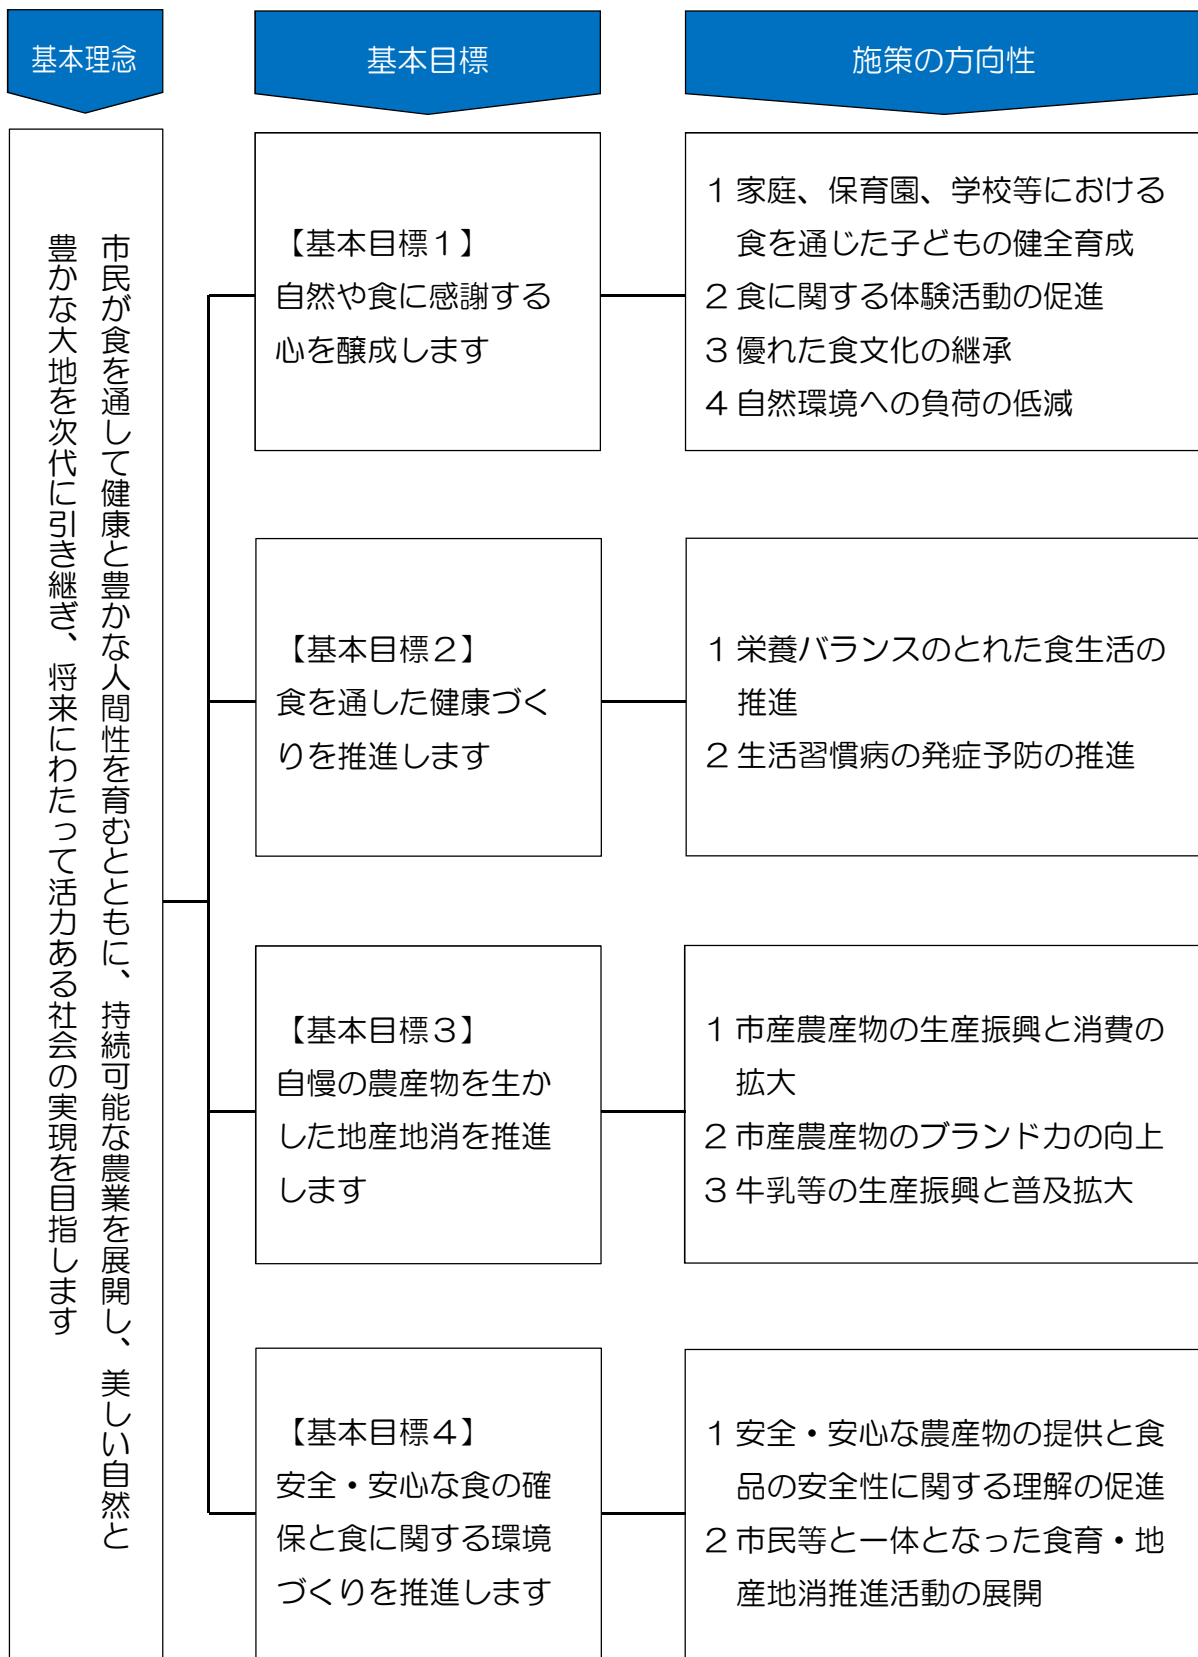 基本理念
基本目標
施策の方向性
市民が食を通して健康と豊かな人間性を育むとともに、持続可能な農業を展開し、美しい自然と
豊かな大地を次代に引き継ぎ、将来にわたって活力ある社会の実現を目指します
【基本目標１】
自然や食に感謝する
心を醸成します
１ 家庭、保育園、学校等における
食を通じた子どもの健全育成
２ 食に関する体験活動の促進
３ 優れた食文化の継承
４ 自然環境への負荷の低減
【基本目標２】
食を通した健康づく
りを推進します
１ 栄養バランスのとれた食生活の
推進
２ 生活習慣病の発症予防の推進
【基本目標３】
自慢の農産物を生か
した地産地消を推進
します
１ 市産農産物の生産振興と消費の
拡大
２ 市産農産物のブランド力の向上
３ 牛乳等の生産振興と普及拡大
【基本目標４】
安全・安心な食の確
保と食に関する環境
づくりを推進します
１ 安全・安心な農産物の提供と食
品の安全性に関する理解の促進
２ 市民等と一体となった食育・地
産地消推進活動の展開